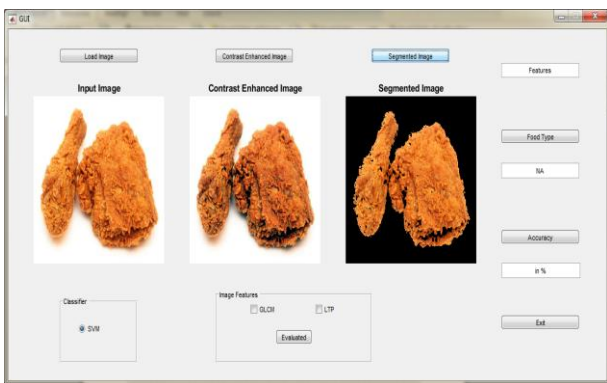 GUI
Load Image
Contrast Enhanced Image
Segmented Image
Features
Input Image
Contrast Enhanced Image
Segmented Image
Food Type
NA
Accuracy
in %
Classifier
SVM
Image Features
GLCM
LTP
Evaluated
Exit